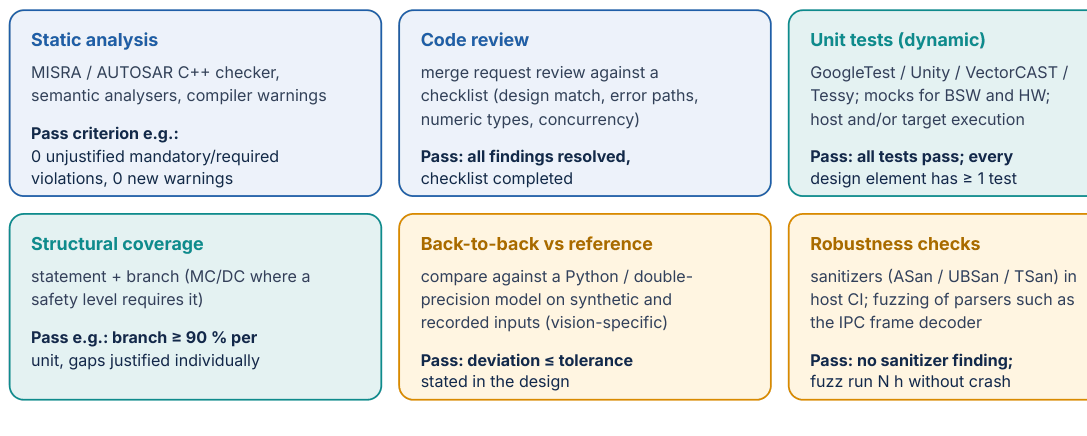 Static analysis
MISRA / AUTOSAR C++ checker,
semantic analysers, compiler warnings
Pass criterion e.g.:
0 unjustified mandatory/required
violations, 0 new warnings
Code review
merge request review against a
checklist (design match, error paths,
numeric types, concurrency)
Pass: all findings resolved,
checklist completed
Unit tests (dynamic)
GoogleTest / Unity / VectorCAST /
Tessy; mocks for BSW and HW;
host and/or target execution
Pass: all tests pass; every
design element has ≥ 1 test
Structural coverage
statement + branch (MC/DC where a
safety level requires it)
Pass e.g.: branch ≥ 90 % per
unit, gaps justified individually
Back-to-back vs reference
compare against a Python / double-
precision model on synthetic and
recorded inputs (vision-specific)
Pass: deviation ≤ tolerance
stated in the design
Robustness checks
sanitizers (ASan / UBSan / TSan) in
host CI; fuzzing of parsers such as
the IPC frame decoder
Pass: no sanitizer finding;
fuzz run N h without crash